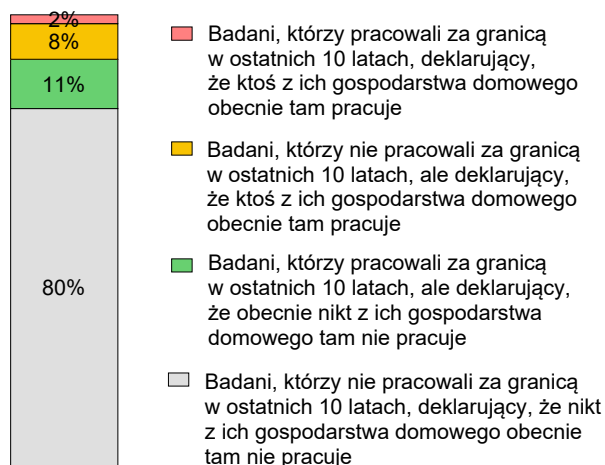 2%
8%
11%
80%
Badani, którzy pracowali za granicą
w ostatnich 10 latach, deklarujący,
że ktoś z ich gospodarstwa domowego
obecnie tam pracuje
Badani, którzy nie pracowali za granicą
w ostatnich 10 latach, ale deklarujący,
że ktoś z ich gospodarstwa domowego
obecnie tam pracuje
Badani, którzy pracowali za granicą
w ostatnich 10 latach, ale deklarujący,
że obecnie nikt z ich gospodarstwa
domowego tam nie pracuje
Badani, którzy nie pracowali za granicą
w ostatnich 10 latach, deklarujący, że nikt
z ich gospodarstwa domowego obecnie
tam nie pracuje